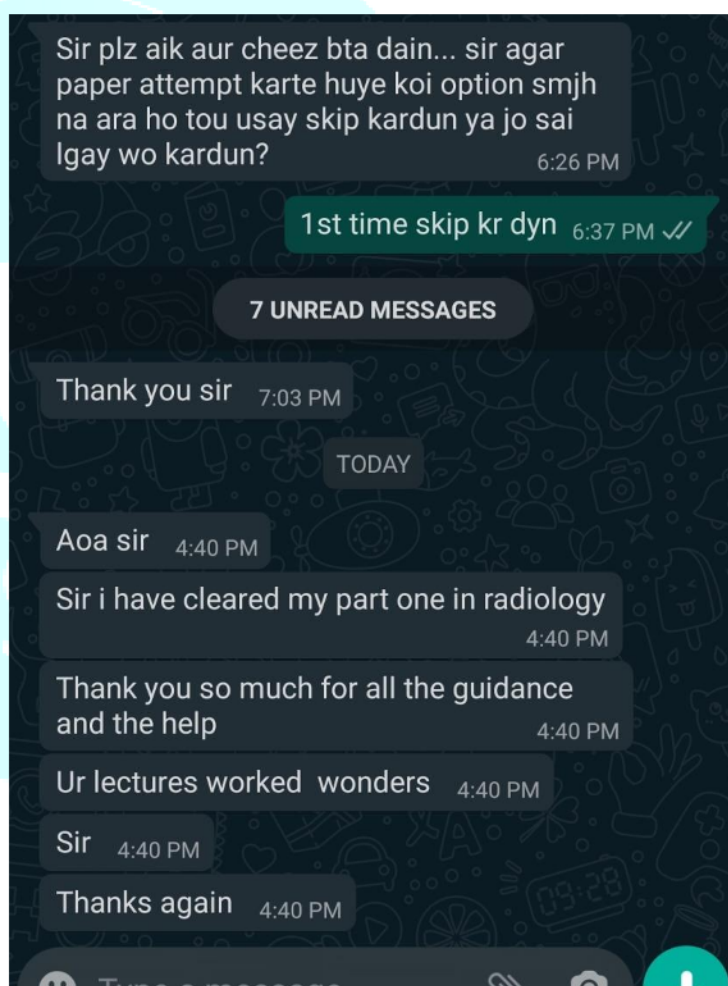 Sir plz aik aur cheez bta dain... sir agar
paper attempt karte huye koi option smjh
na ara ho tou usay skip kardun ya jo sai
lgay wo kardun?
6:26 PM
1st time skip kr dyn 6:37 PM
7 UNREAD MESSAGES
Thank you sir 7:03 PM
TODAY
Aoa sir 4:40 PM
Sir i have cleared my part one in radiology
4:40 PM
Thank you so much for all the guidance
and the help 4:40 PM
Ur lectures worked wonders 4:40 PM
Sir 4:40 PM
Thanks again 4:40 PM
09:28
Type a message